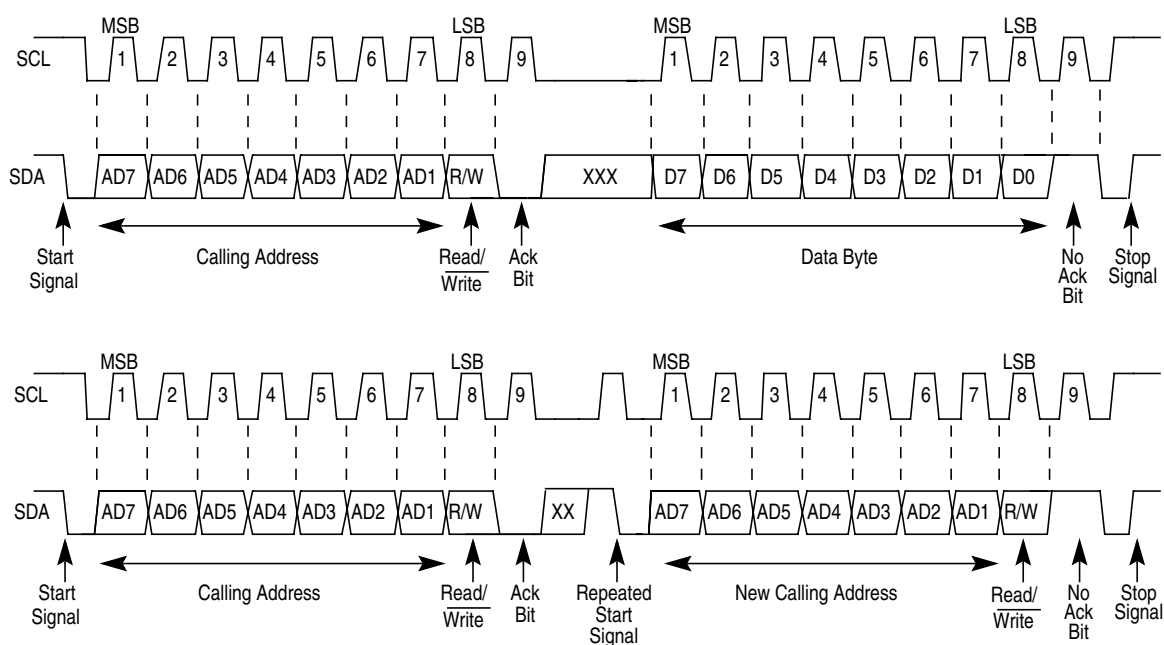 MSB LSB MSB LSB
SCL 1 2 3 4 5 6 7 8 9 1 2 3 4 5 6 7 8 9
SDA AD7 AD6 AD5 AD4 AD3 AD2 AD1 R/W XXX D7 D6 D5 D4 D3 D2 D1 D0
Start
Signal
Calling Address
Read/
Write
Ack
Bit
Data Byte
No
Ack
Bit
Stop
Signal
MSB LSB MSB LSB
SCL 1 2 3 4 5 6 7 8 9 1 2 3 4 5 6 7 8 9
SDA AD7 AD6 AD5 AD4 AD3 AD2 AD1 R/W XX AD7 AD6 AD5 AD4 AD3 AD2 AD1 R/W
Start
Signal
Calling Address
Read/
Write
Ack
Bit
Repeated
Start
Signal
New Calling Address
Read/
Write
No
Ack
Bit
Stop
Signal